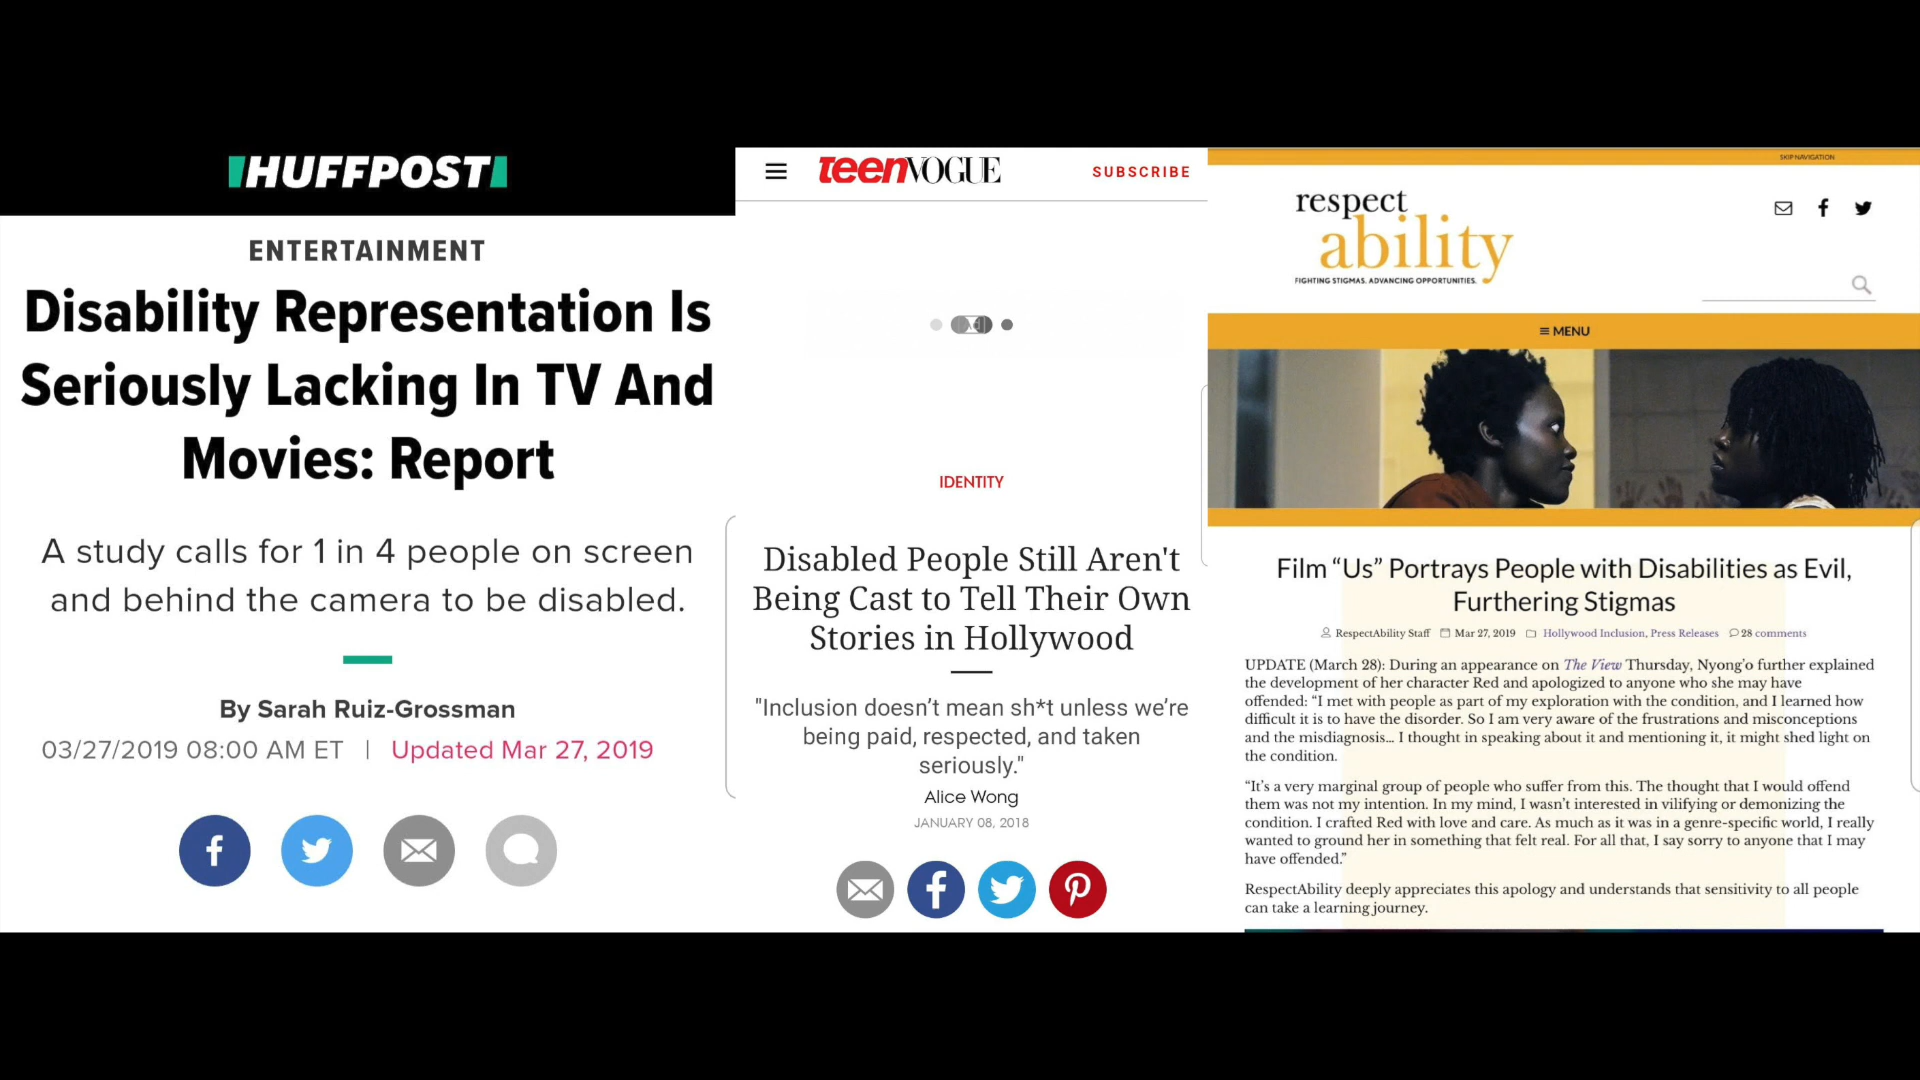 HUFFPOST
ENTERTAINMENT
Disability Representation Is
Seriously Lacking In TV And
Movies: Report
A study calls for 1 in 4 people on screen
and behind the camera to be disabled.
By Sarah Ruiz-Grossman
03/27/2019 08:00 AM ET | Updated Mar 27, 2019
teenVOGUE
SUBSCRIBE
IDENTITY
Disabled People Still Aren't
Being Cast to Tell Their Own
Stories in Hollywood
"Inclusion doesn’t mean sh*t unless we’re
being paid, respected, and taken
seriously."
Alice Wong
JANUARY 08, 2018
SKIP NAVIGATION
respect
ability
FIGHTING STIGMAS. ADVANCING OPPORTUNITIES.
≡ MENU
Film “Us” Portrays People with Disabilities as Evil,
Furthering Stigmas
RespectAbility Staff Mar 27, 2019 Hollywood Inclusion, Press Releases 28 comments
UPDATE (March 28): During an appearance on The View Thursday, Nyong’o further explained
the development of her character Red and apologized to anyone who she may have
offended: “I met with people as part of my exploration with the condition, and I learned how
difficult it is to have the disorder. So I am very aware of the frustrations and misconceptions
and the misdiagnosis... I thought in speaking about it and mentioning it, it might shed light on
the condition.
“It’s a very marginal group of people who suffer from this. The thought that I would offend
them was not my intention. In my mind, I wasn’t interested in vilifying or demonizing the
condition. I crafted Red with love and care. As much as it was in a genre-specific world, I really
wanted to ground her in something that felt real. For all that, I say sorry to anyone that I may
have offended.”
RespectAbility deeply appreciates this apology and understands that sensitivity to all people
can take a learning journey.